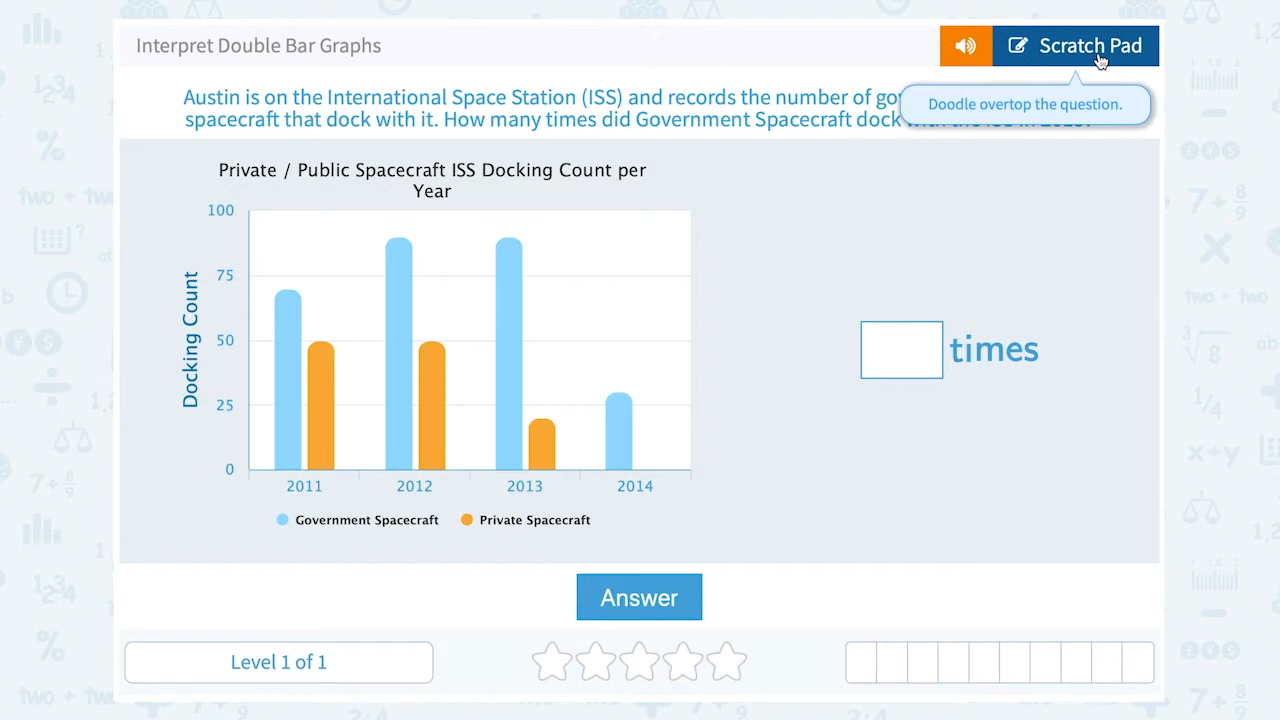 Interpret Double Bar Graphs
Scratch Pad
Doodle overtop the question.
Austin is on the International Space Station (ISS) and records the number of
spacecraft that dock with it. How many times did Government Spacecraft dock
Private / Public Spacecraft ISS Docking Count per
Year
Docking Count
100
75
50
25
0
2011 2012 2013 2014
Government Spacecraft Private Spacecraft
times
Answer
Level 1 of 1